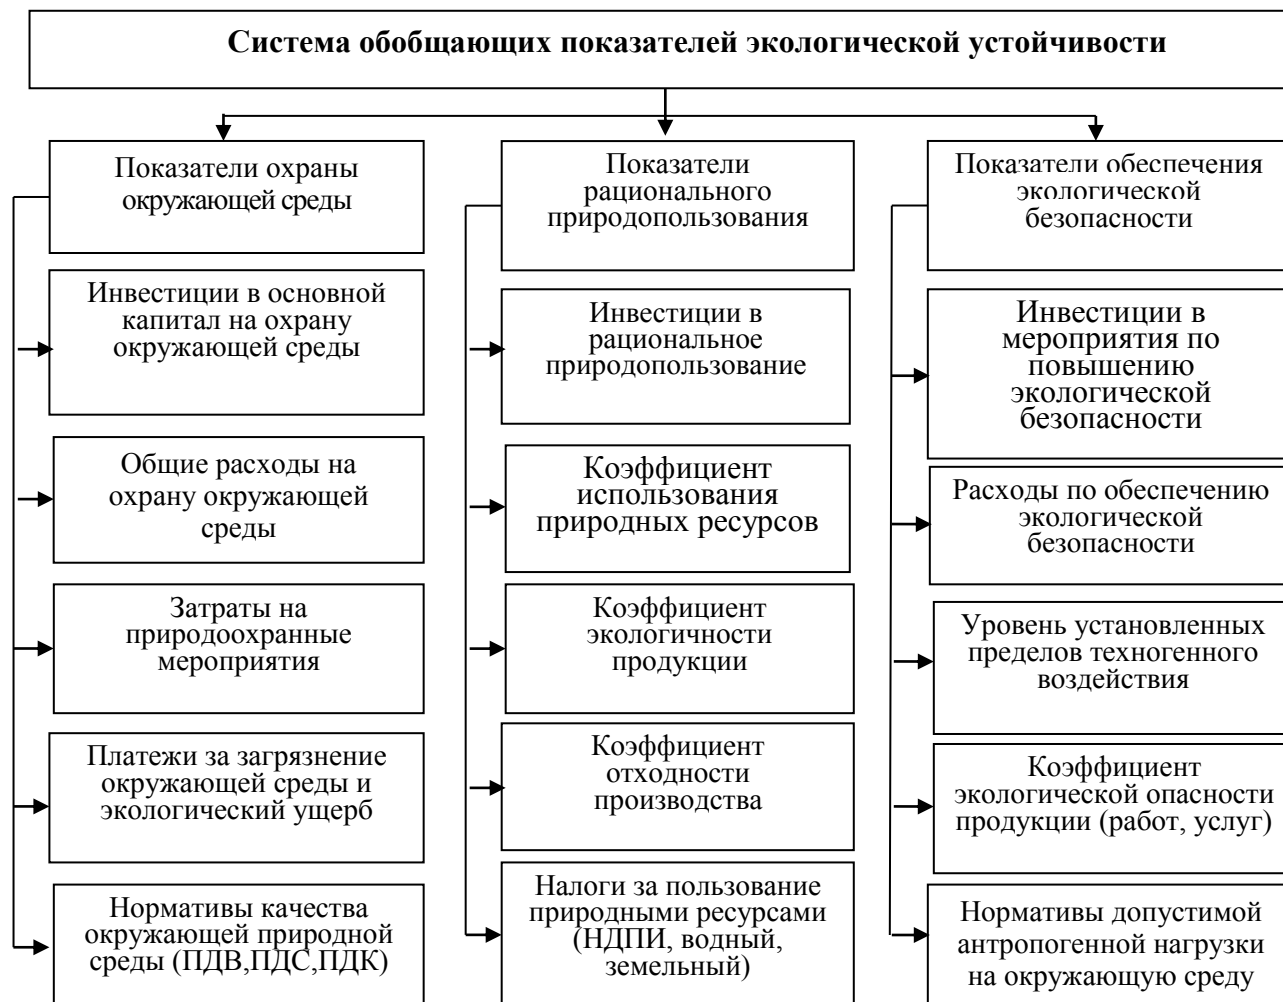 Система обобщающих показателей экологической устойчивости
Показатели охраны
окружающей среды
Инвестиции в основной
капитал на охрану
окружающей среды
Общие расходы на
охрану окружающей
среды
Затраты на
природоохранные
мероприятия
Платежи за загрязнение
окружающей среды и
экологический ущерб
Нормативы качества
окружающей природной
среды (ПДВ,ПДС,ПДК)
Показатели
рационального
природопользования
Инвестиции в
рациональное
природопользование
Коэффициент
использования
природных ресурсов
Коэффициент
экологичности
продукции
Коэффициент
отходности
производства
Налоги за пользование
природными ресурсами
(НДПИ, водный,
земельный)
Показатели обеспечения
экологической
безопасности
Инвестиции в
мероприятия по
повышению
экологической
безопасности
Расходы по обеспечению
экологической
безопасности
Уровень установленных
пределов техногенного
воздействия
Коэффициент
экологической опасности
продукции (работ, услуг)
Нормативы допустимой
антропогенной нагрузки
на окружающую среду